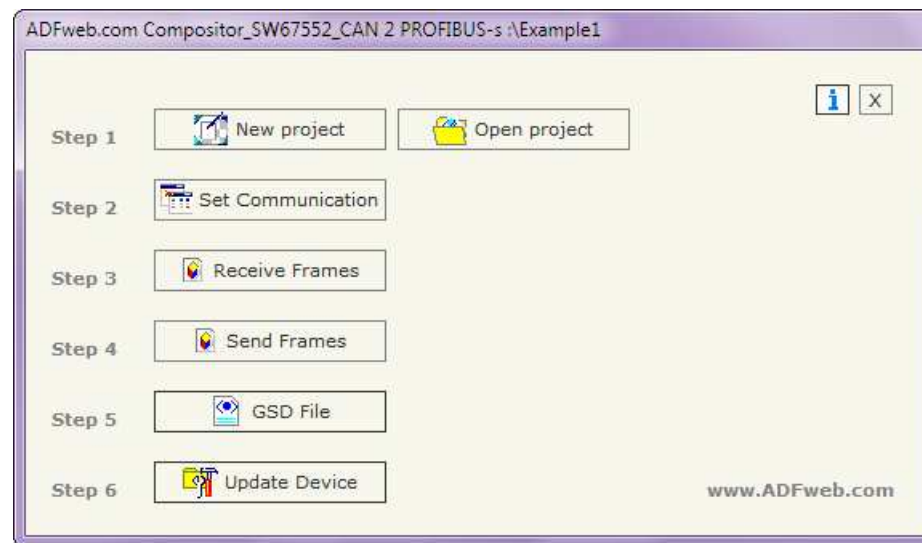 ADFweb.com Compositor_SW67552_CAN 2 PROFIBUS-s :\Example1
i X
Step 1 New project Open project
Step 2 Set Communication
Step 3 Receive Frames
Step 4 Send Frames
Step 5 GSD File
Step 6 Update Device
www.ADFweb.com